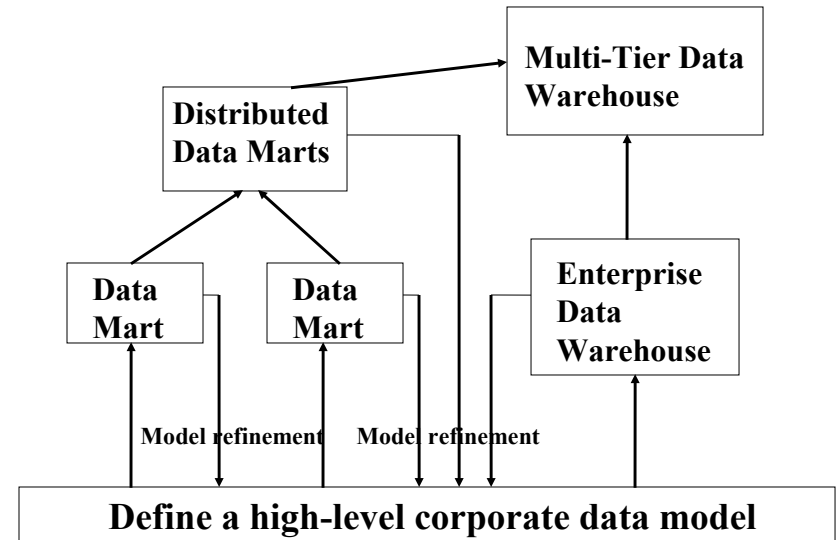 Multi-Tier Data
Warehouse
Distributed
Data Marts
Data
Mart
Data
Mart
Enterprise
Data
Warehouse
Model refinement
Model refinement
Define a high-level corporate data model